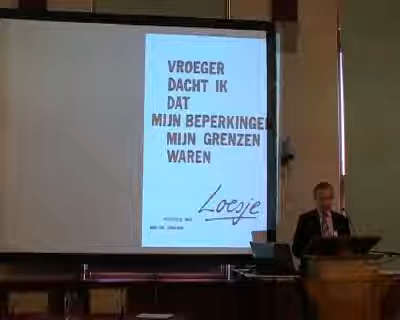 VROEGER
DACHT IK
DAT
MIJN BEPERKINGEN
MIJN GRENZEN
WAREN
Loesje